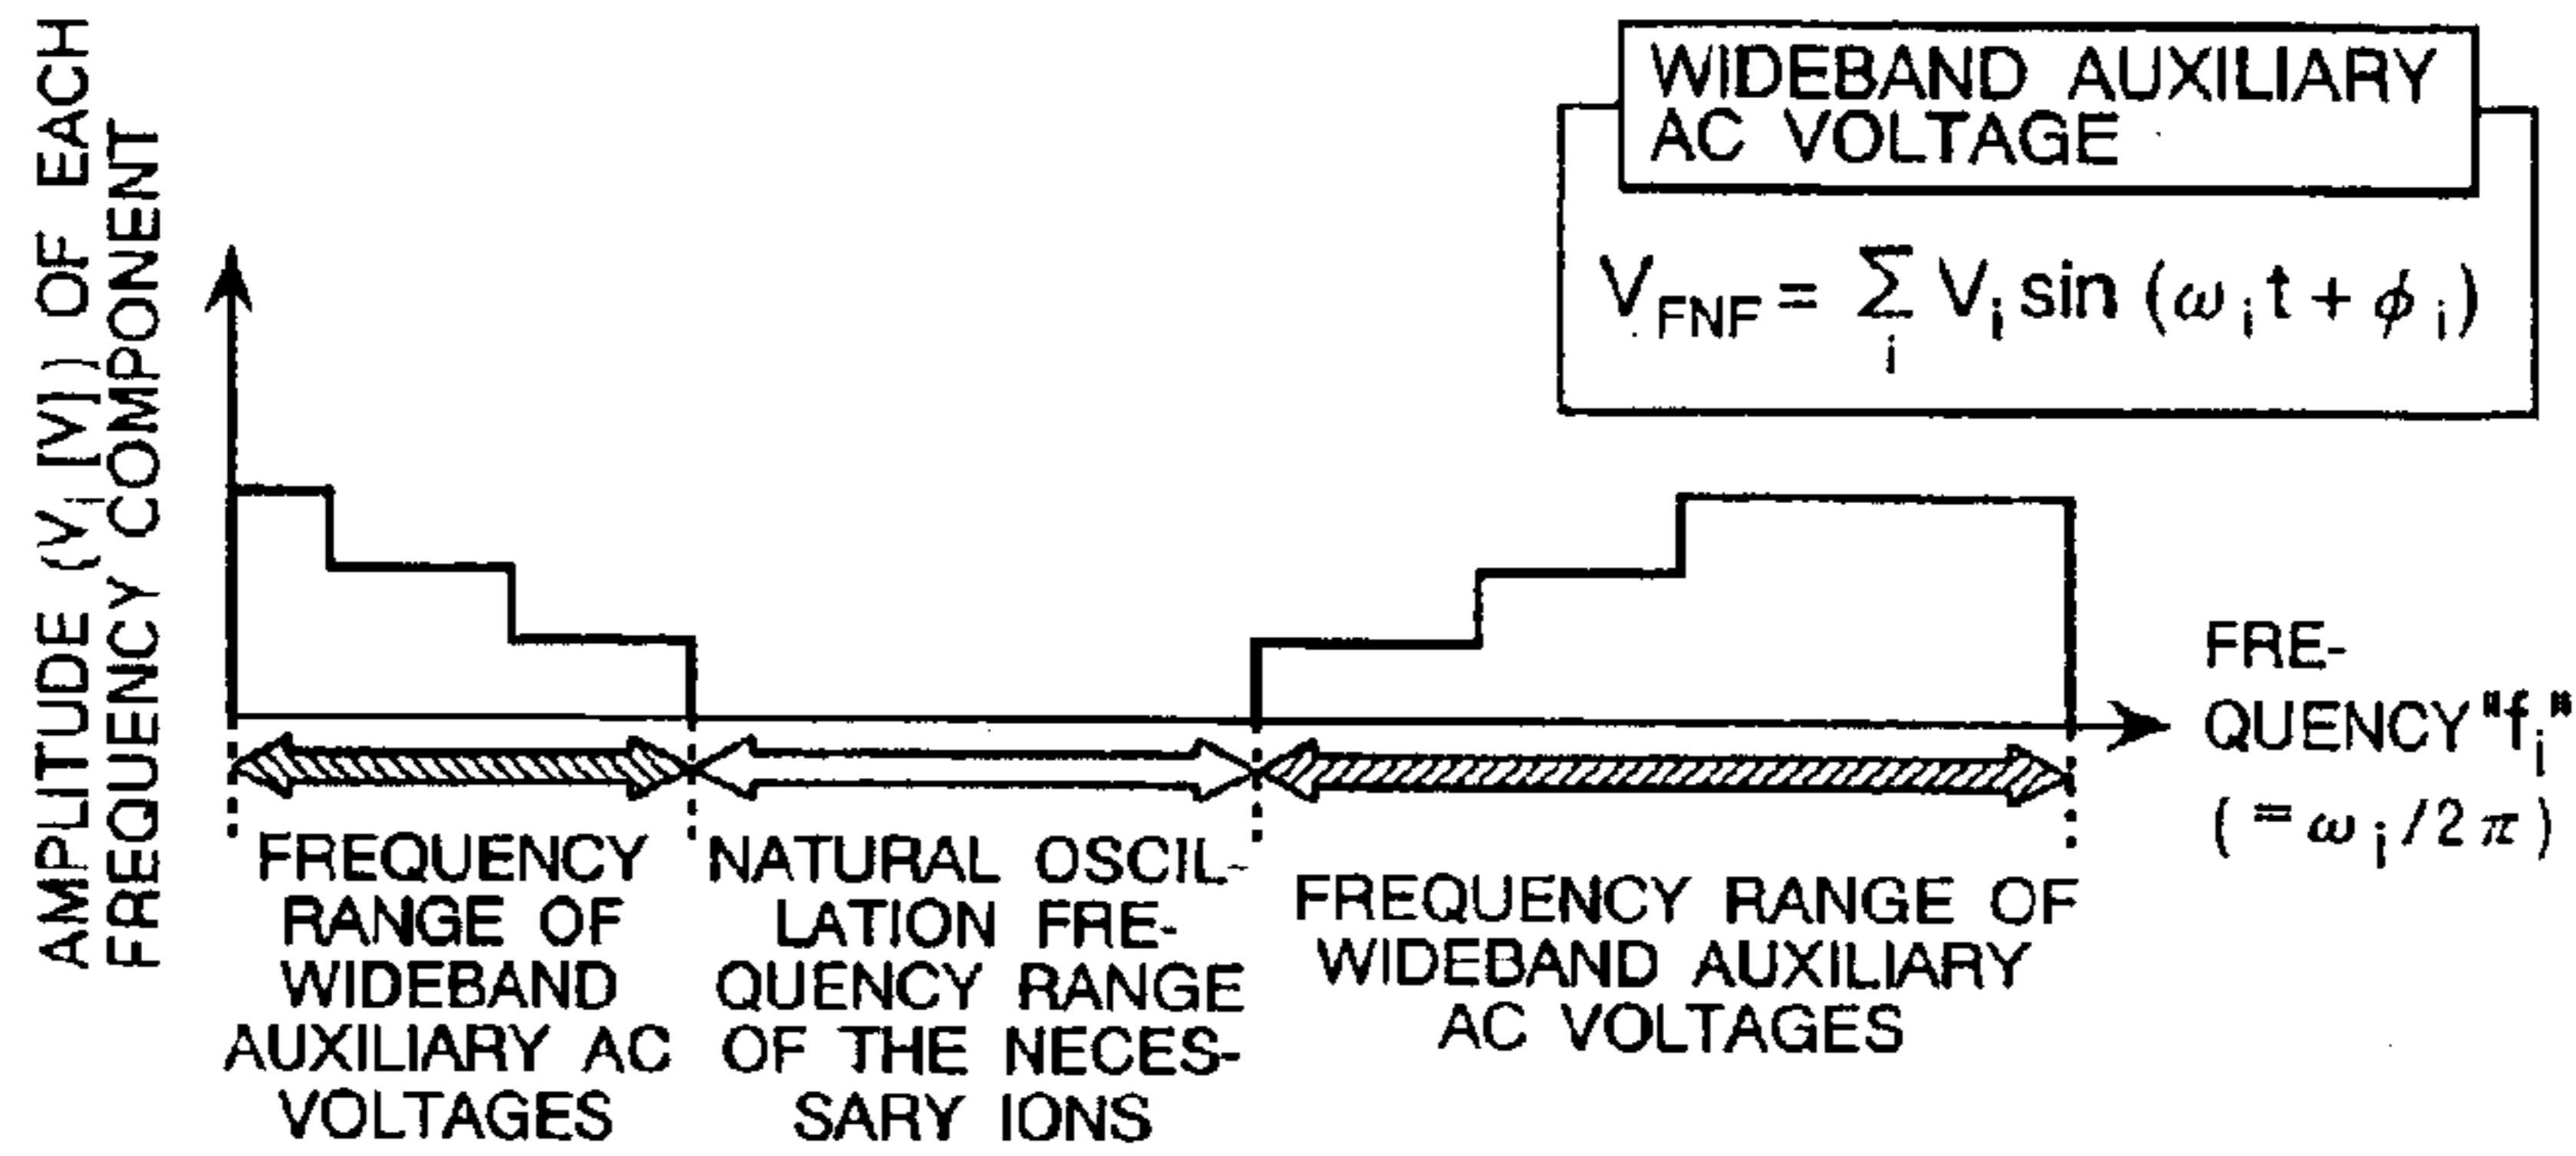 AMPLITUDE (Vi [V]) OF EACH
FREQUENCY COMPONENT
WIDEBAND AUXILIARY
AC VOLTAGE
V_FNF = Σ_i V_i sin (ω_i t + φ_i)
FRE-
QUENCY "f_i"
(= ω_i /2π)
FREQUENCY
RANGE OF
WIDEBAND
AUXILIARY AC
VOLTAGES
NATURAL OSCIL-
LATION FRE-
QUENCY RANGE
OF THE NECES-
SARY IONS
FREQUENCY RANGE OF
WIDEBAND AUXILIARY
AC VOLTAGES